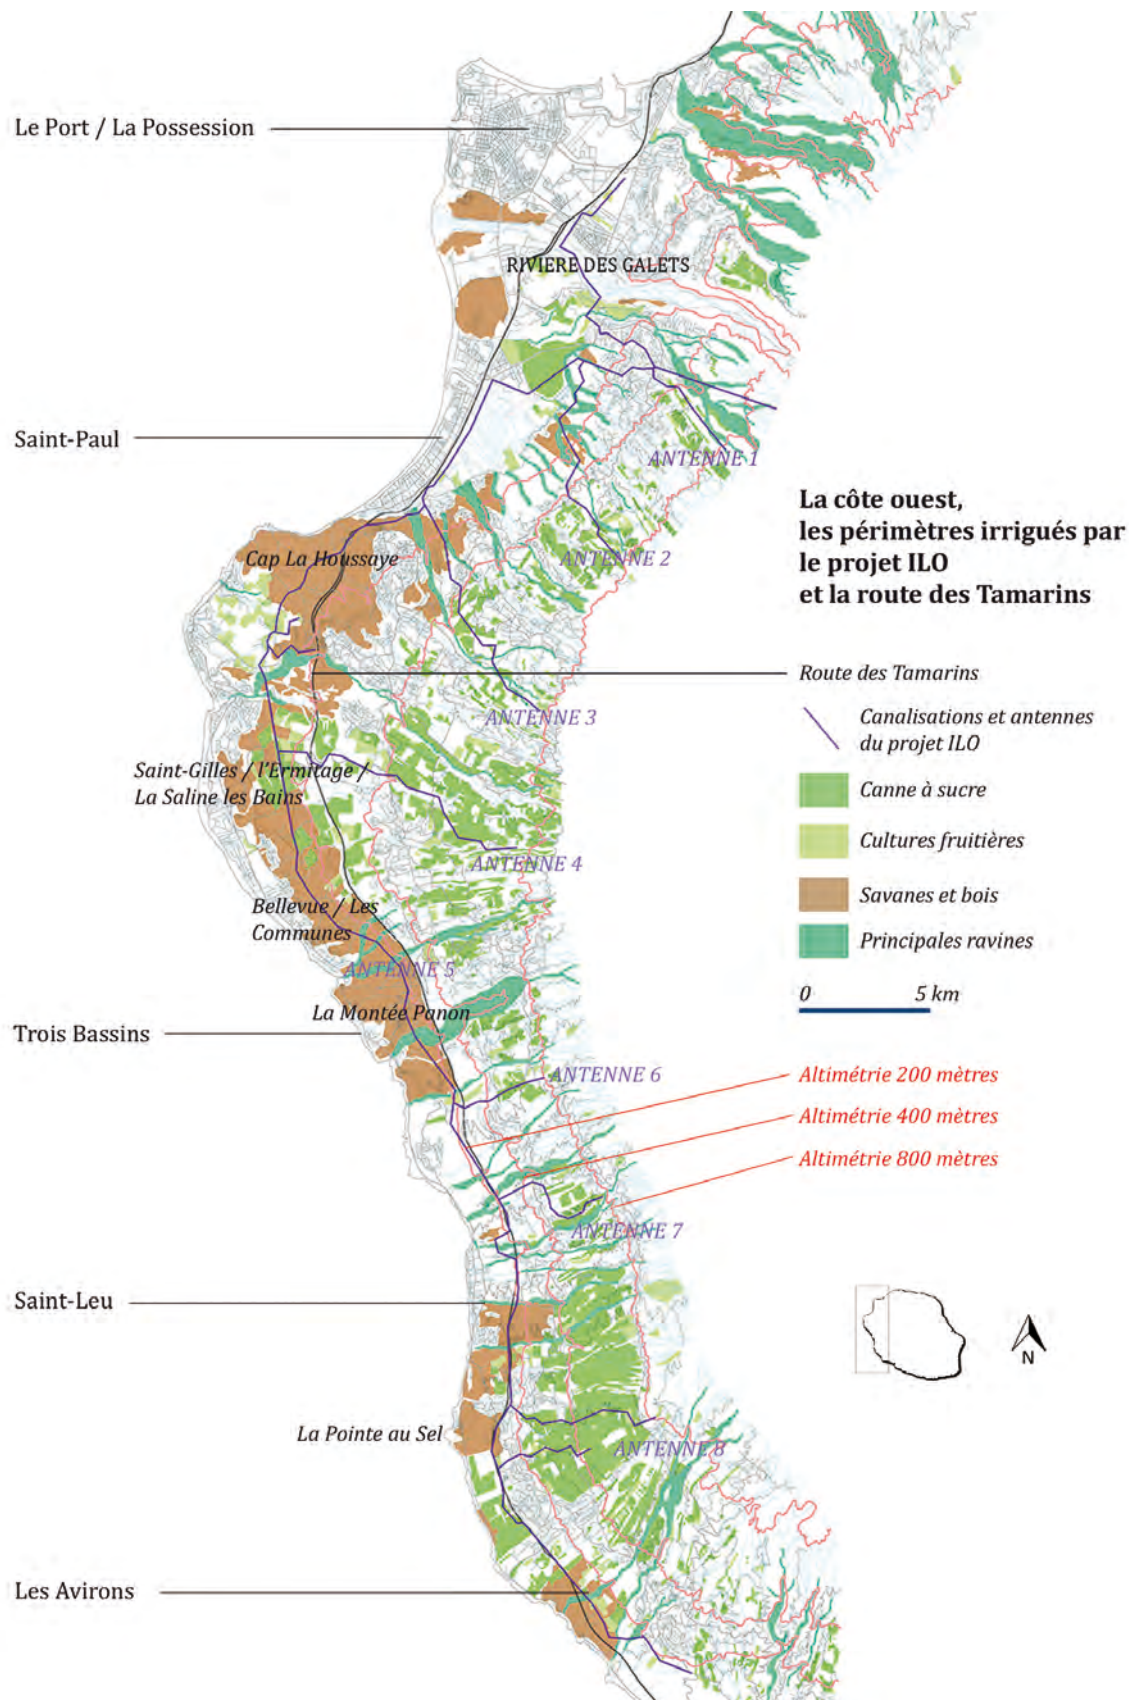 Le Port / La Possession
RIVIERE DES GALETS
Saint-Paul
ANTENNE 1
La côte ouest,
les périmètres irrigués par
le projet ILO
et la route des Tamarins
Cap La Houssaye
ANTENNE 2
Route des Tamarins
ANTENNE 3
Canalisations et antennes
du projet ILO
Saint-Gilles / l'Ermitage /
La Saline les Bains
Canne à sucre
Cultures fruitières
ANTENNE 4
Savanes et bois
Bellevue / Les
Communes
Principales ravines
ANTENNE 5
0 5 km
La Montée Panon
Trois Bassins
ANTENNE 6
Altimétrie 200 mètres
Altimétrie 400 mètres
Altimétrie 800 mètres
ANTENNE 7
Saint-Leu
N
La Pointe au Sel
ANTENNE 8
Les Avirons